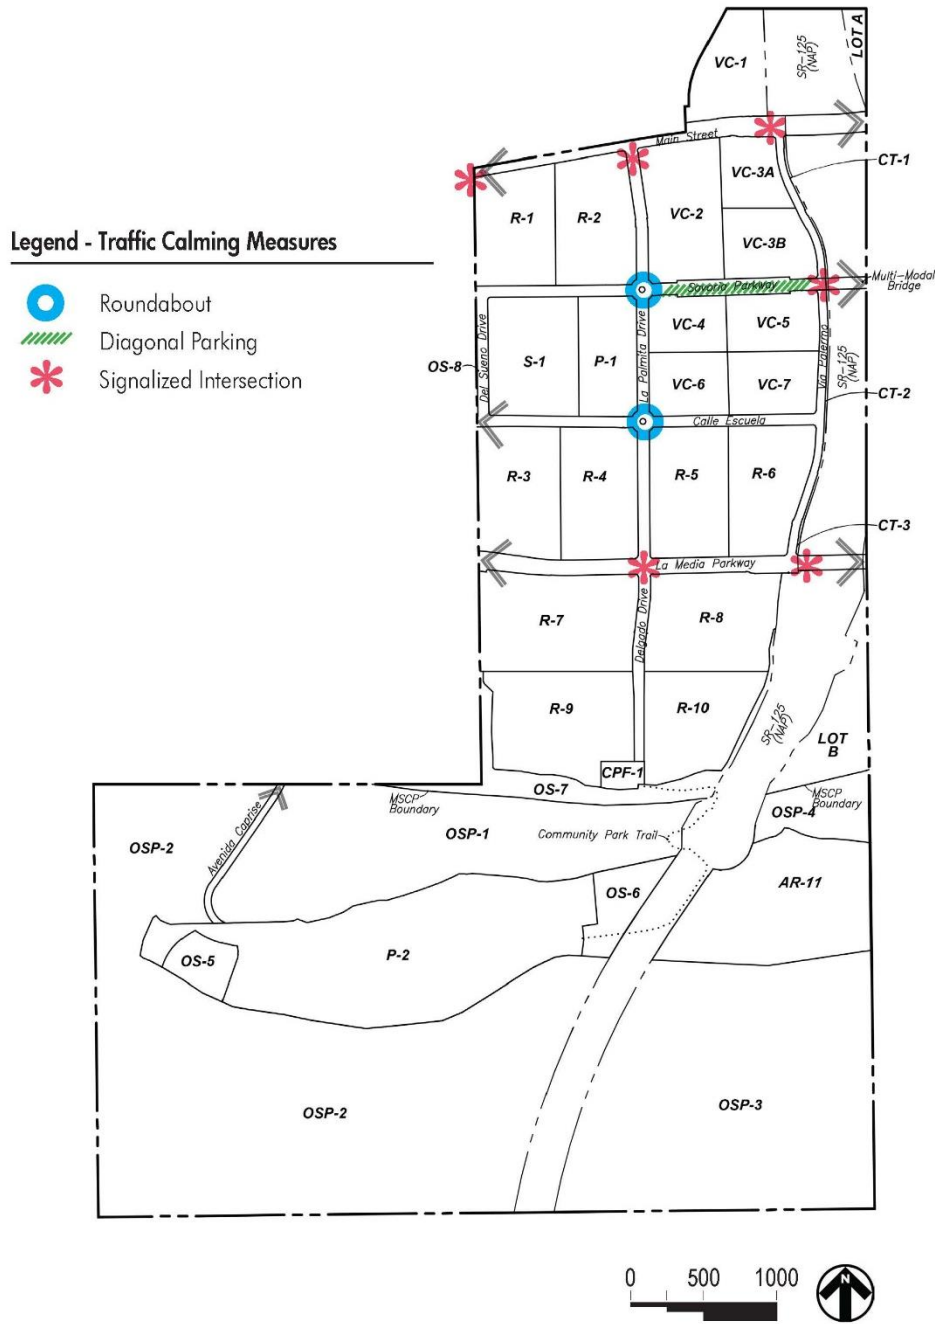 LOT A
VC-1
SR-125
(NAP)
Main Street
CT-1
VC-3A
R-1
R-2
VC-2
Legend - Traffic Calming Measures
VC-3B
Multi-Modal
Bridge
Savoria Parkway
Roundabout
Diagonal Parking
Signalized Intersection
VC-4
VC-5
OS-8
Del Sueno Drive
S-1
P-1
La Palmita Drive
Via Palermo
SR-125
(NAP)
CT-2
VC-6
VC-7
Calle Escuela
R-3
R-4
R-5
R-6
CT-3
La Media Parkway
R-7
Delgado Drive
R-8
R-9
R-10
SR-125
(NAP)
LOT
B
CPF-1
OS-7
MSCP
Boundary
MSCP
Boundary
OSP-4
Avenida Caprise
OSP-2
OSP-1
Community Park Trail
OS-6
AR-11
OS-5
P-2
OSP-2
OSP-3
0 500 1000
N